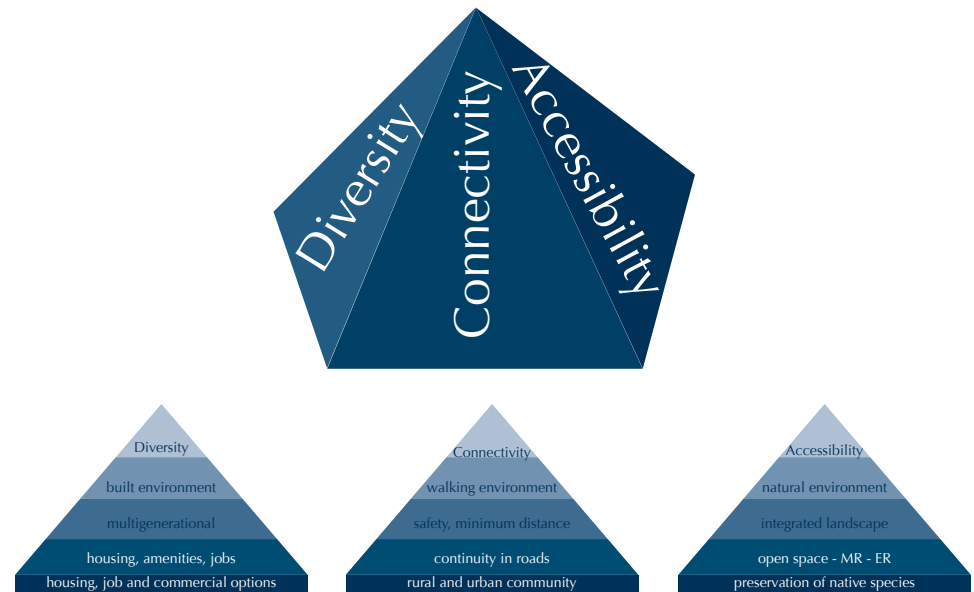 Diversity
Connectivity
Accessibility
Diversity
built environment
multigenerational
housing, amenities, jobs
housing, job and commercial options
Connectivity
walking environment
safety, minimum distance
continuity in roads
rural and urban community
Accessibility
natural environment
integrated landscape
open space - MR - ER
preservation of native species